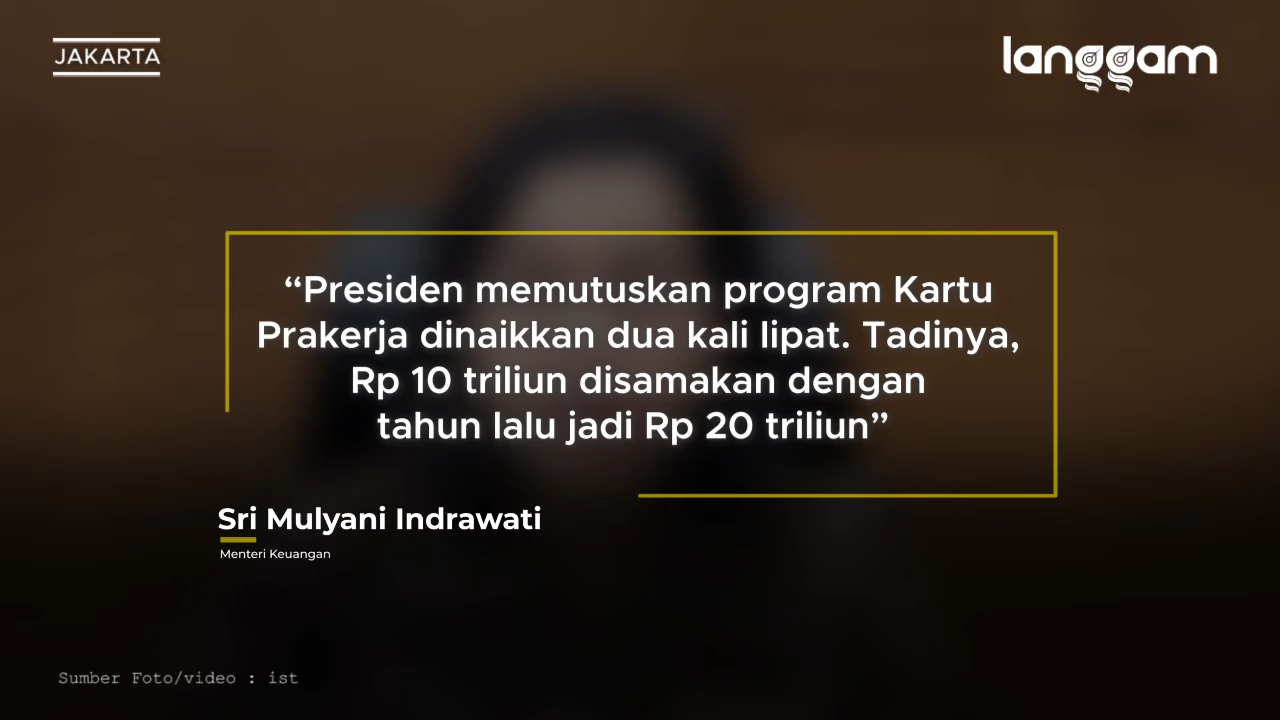 JAKARTA
langgam
“Presiden memutuskan program Kartu
Prakerja dinaikkan dua kali lipat. Tadinya,
Rp 10 triliun disamakan dengan
tahun lalu jadi Rp 20 triliun”
Sri Mulyani Indrawati
Menteri Keuangan
Sumber Foto/video : ist